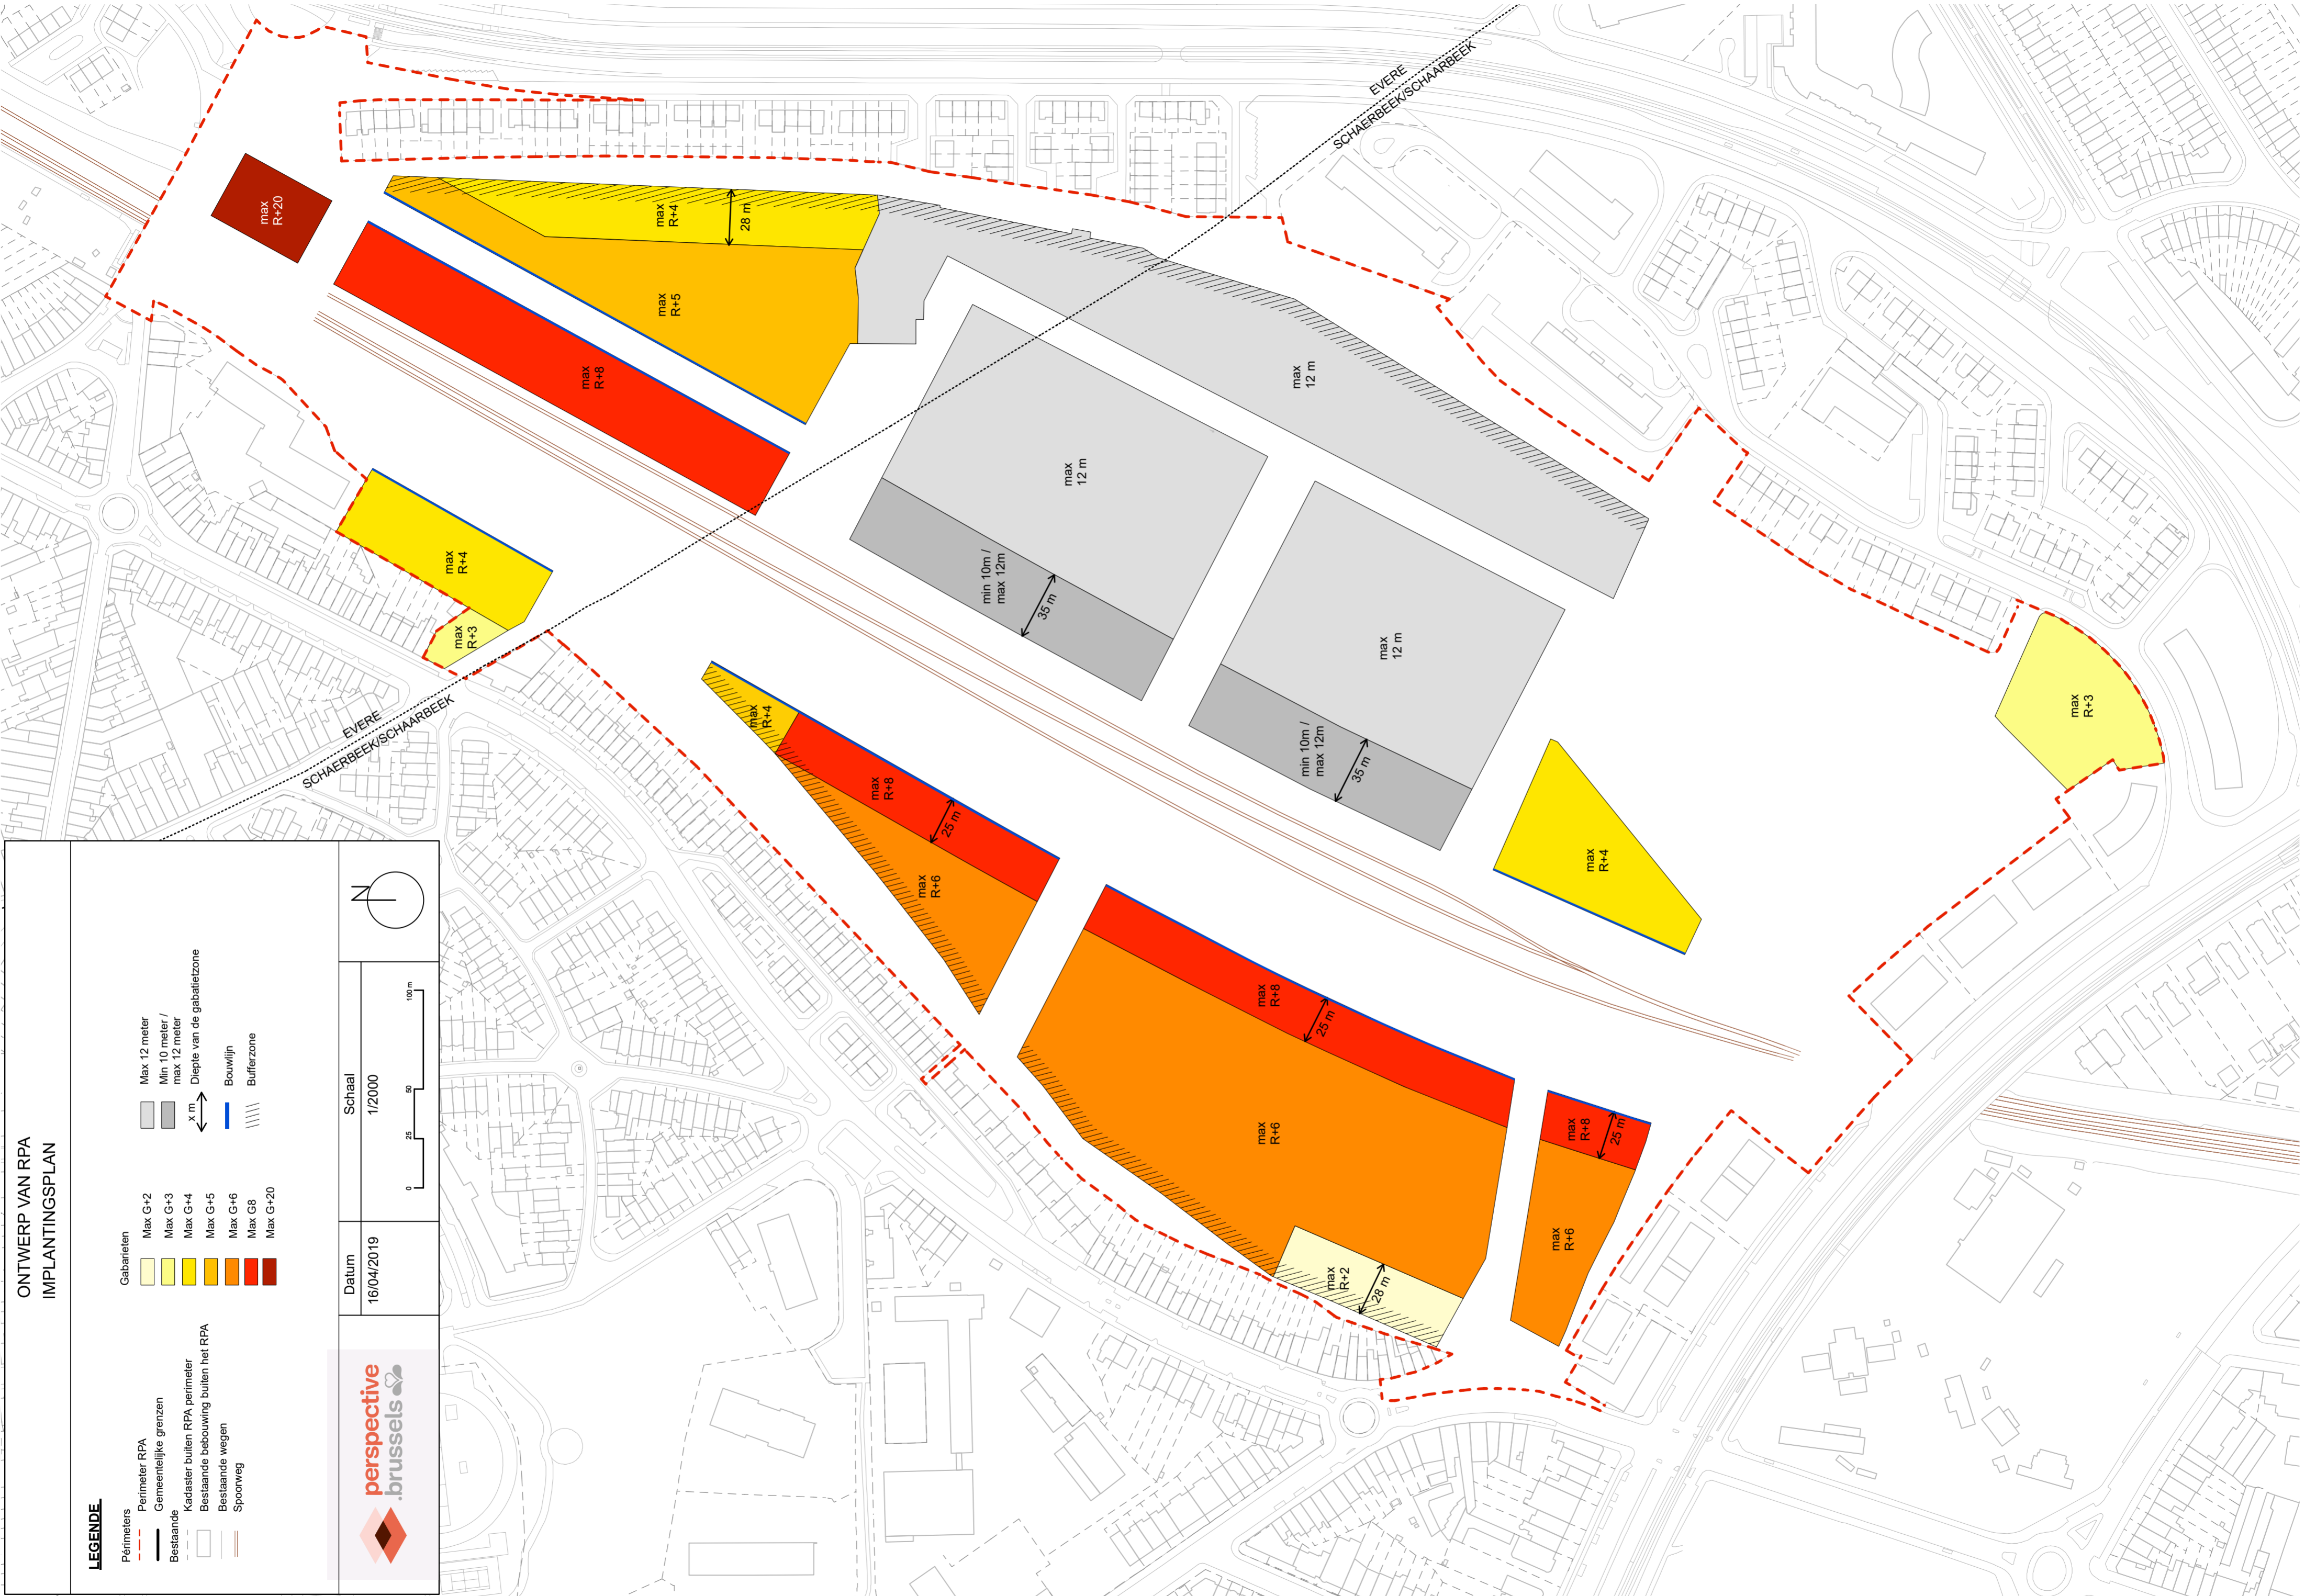 ONTWERP VAN RPA
IMPLANTINGSPLAN
LEGENDE
Périmeters
Perimeter RPA
Gemeentelijke grenzen
Bestaande
Kadaster buiten RPA perimeter
Bestaande bebouwing buiten het RPA
Bestaande wegen
Spoorweg
Gabarieten
Max G+2
Max G+3
Max G+4
Max G+5
Max G+6
Max G8
Max G+20
Max 12 meter
Min 10 meter /
max 12 meter
x m
Diepte van de gabatietzone
Bouwlijn
Bufferzone
perspective
.brussels
Datum
16/04/2019
Schaal
1/2000
0
25
50
100 m
N
max
R+20
max
R+4
28 m
max
R+5
max
R+8
max
R+4
max
R+3
EVERE
SCHAERBEEK/SCHAARBEEK
EVERE
SCHAERBEEK/SCHAARBEEK
max
12 m
max
12 m
min 10m /
max 12m
35 m
max
12 m
min 10m /
max 12m
35 m
max
R+4
max
R+3
max
R+4
max
R+8
25 m
max
R+6
max
R+8
25 m
max
R+6
max
R+2
28 m
max
R+8
25 m
max
R+6